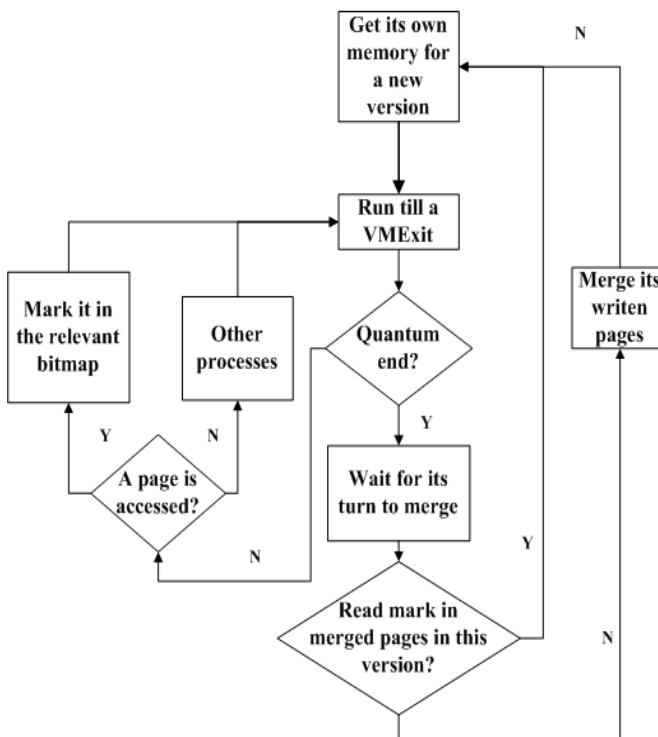 Get its own
memory for
a new
version
N
Run till a
VMExit
Mark it in
the relevant
bitmap
Other
processes
Quantum
end?
Merge its
writen
pages
Y
N
Y
A page is
accessed?
Wait for its
turn to merge
N
Y
Read mark in
merged pages in this
version?
N